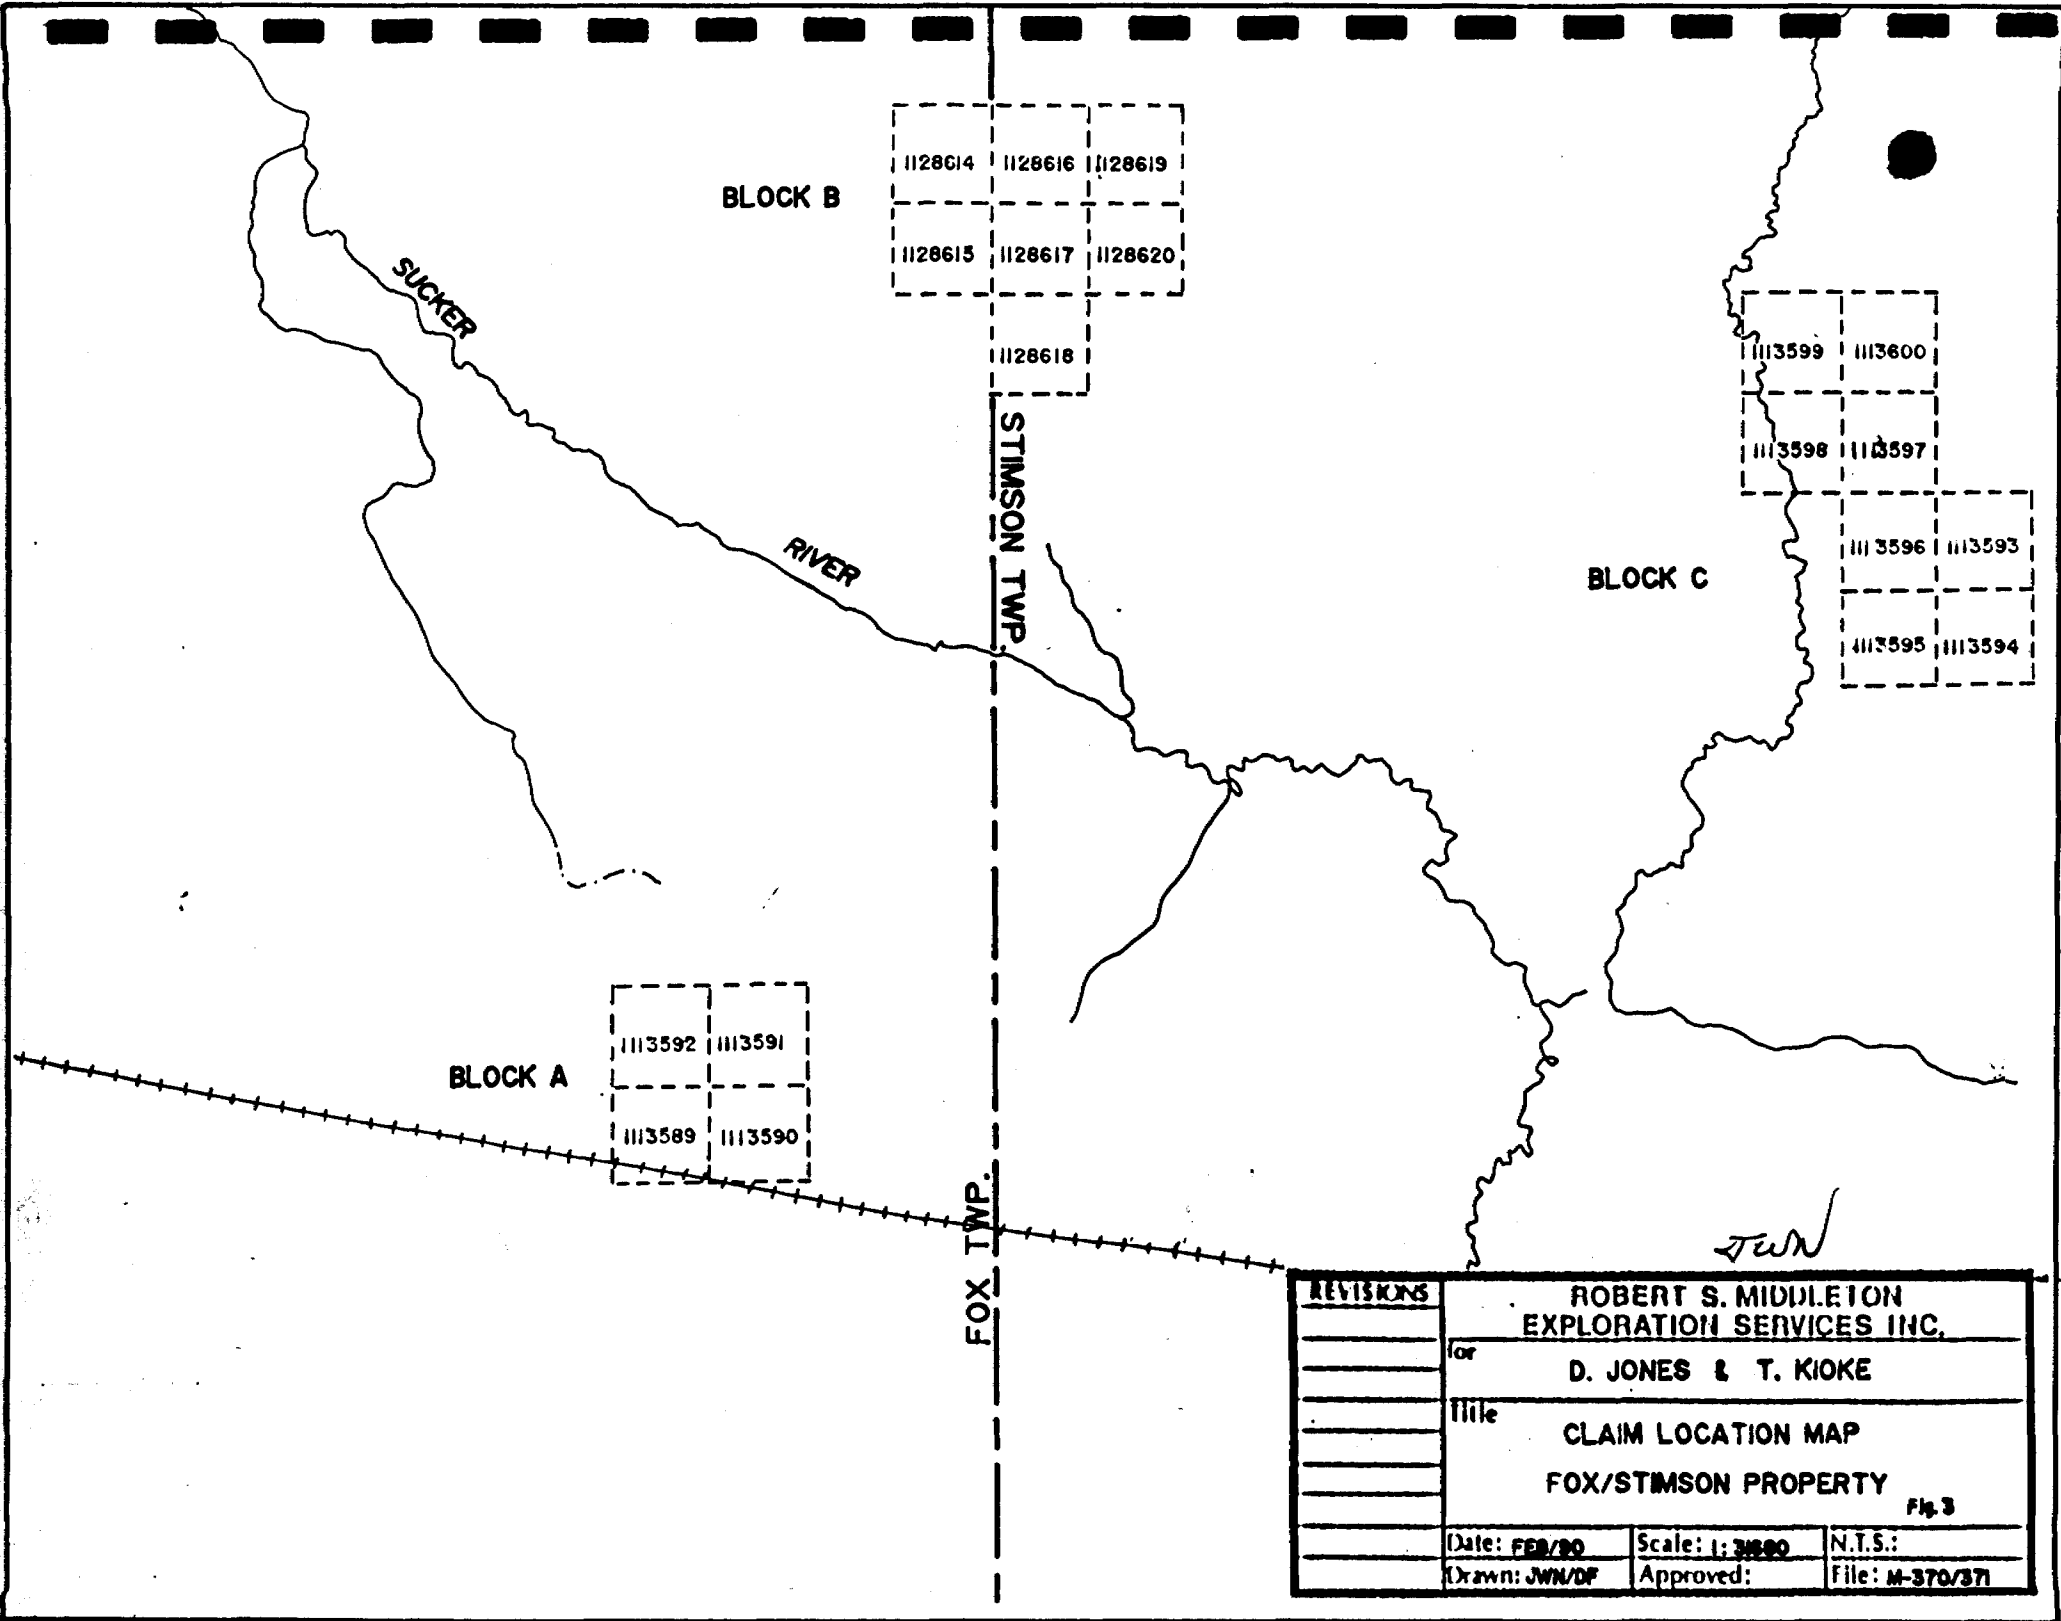 BLOCK B
1128614 1128616 1128619
1128615 1128617 1128620
1128618
SUCKER
RIVER
STIMSON TWP.
1113599 1113600
1113598 1113597
1113596 1113593
1113595 1113594
BLOCK C
BLOCK A
1113592 1113591
1113589 1113590
FOX TWP.
JWN
REVISIONS
ROBERT S. MIDDLETON
EXPLORATION SERVICES INC.
for
D. JONES & T. KIOKE
Title
CLAIM LOCATION MAP
FOX/STIMSON PROPERTY
Fig. 3
Date: FEB/90 Scale: 1:31680 N.T.S.:
Drawn: JWN/DF Approved: File: M-370/371